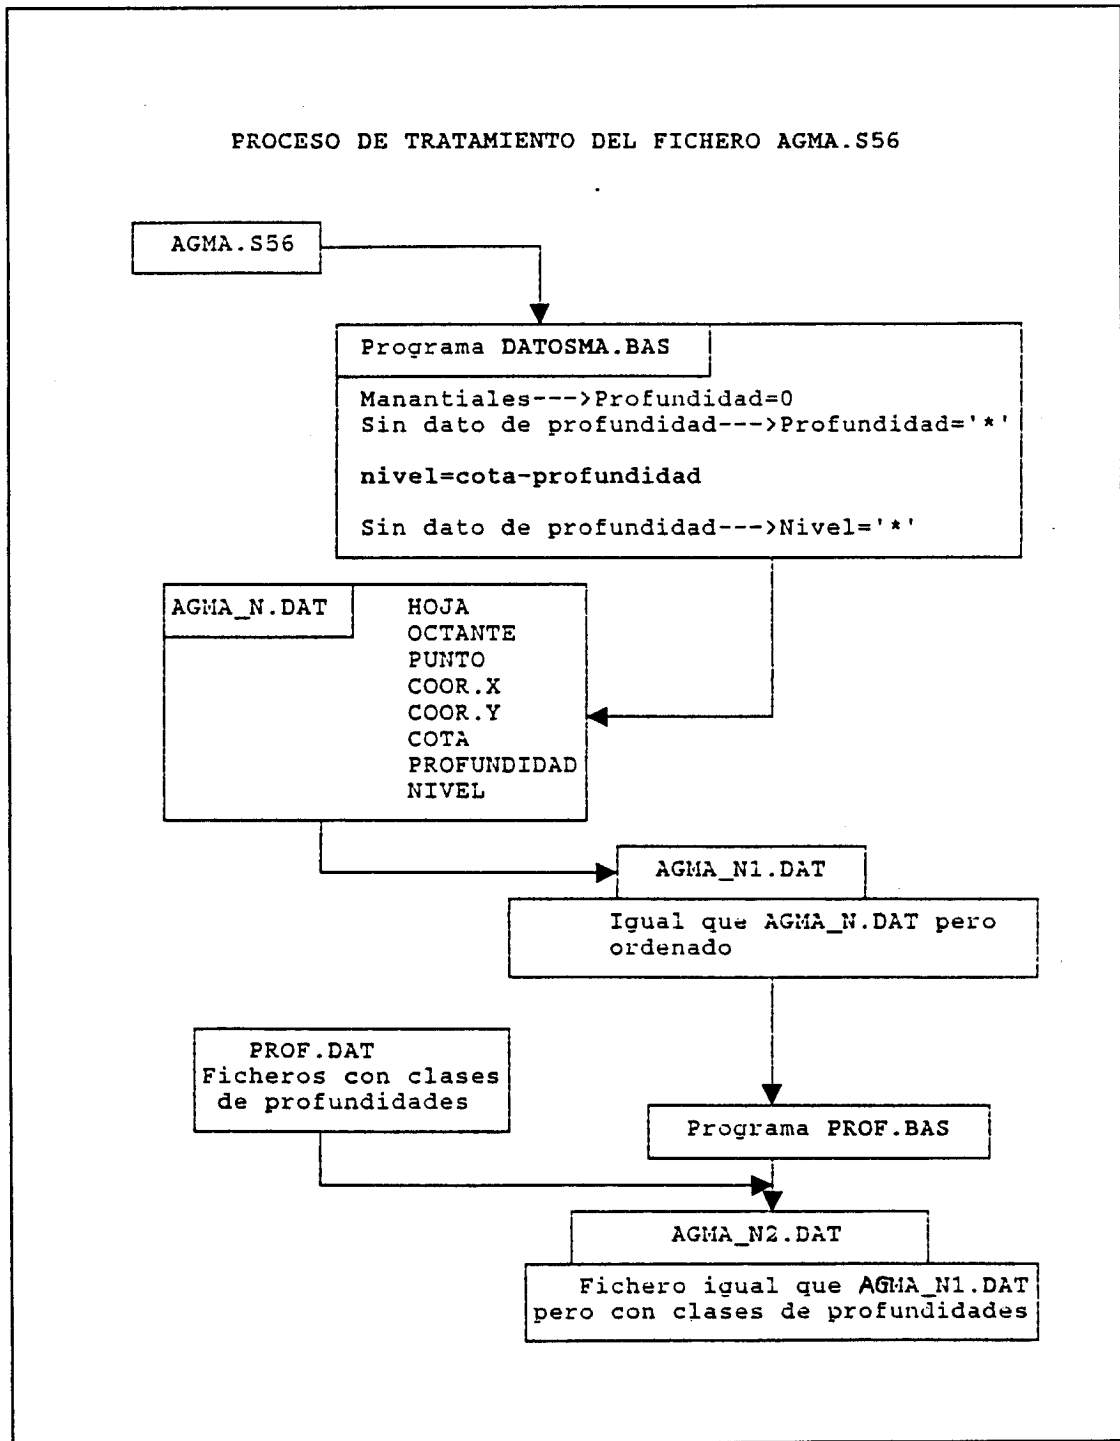 PROCESO DE TRATAMIENTO DEL FICHERO AGMA.S56
AGMA.S56
Programa DATOSMA.BAS
Manantiales--->Profundidad=0
Sin dato de profundidad--->Profundidad='*'
nivel=cota-profundidad
Sin dato de profundidad--->Nivel='*'
AGMA_N.DAT
HOJA
OCTANTE
PUNTO
COOR.X
COOR.Y
COTA
PROFUNDIDAD
NIVEL
AGMA_N1.DAT
Igual que AGMA_N.DAT pero
ordenado
PROF.DAT
Ficheros con clases
de profundidades
Programa PROF.BAS
AGMA_N2.DAT
Fichero igual que AGMA_N1.DAT
pero con clases de profundidades